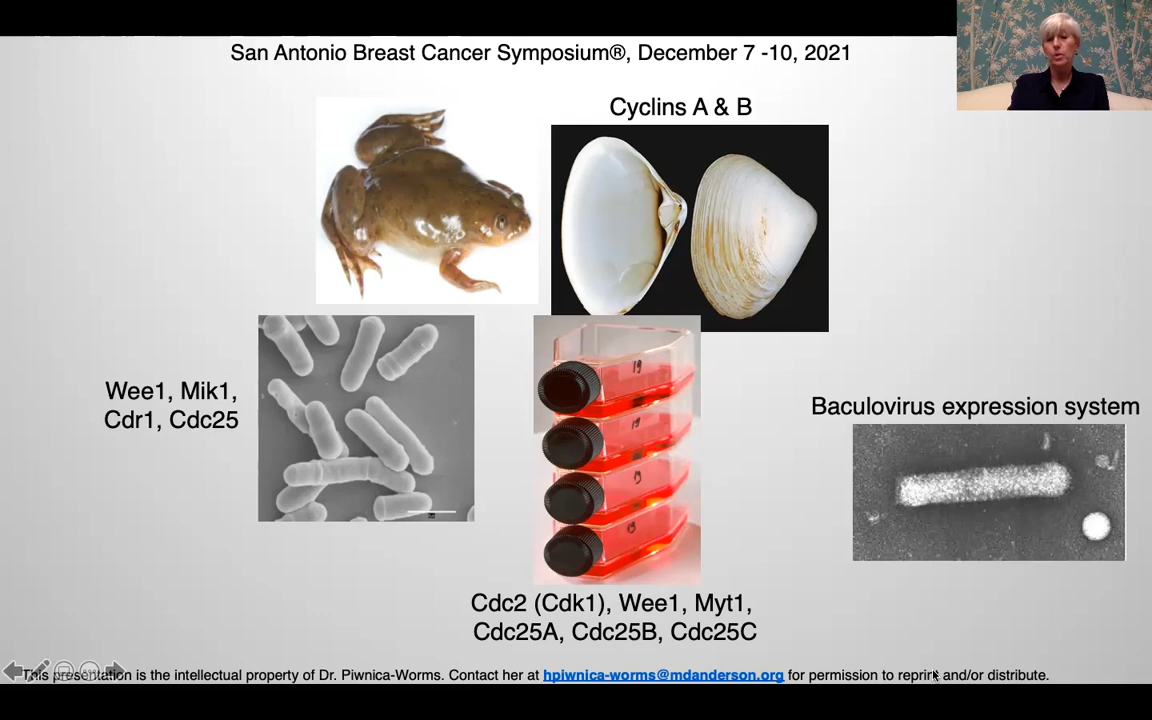 San Antonio Breast Cancer Symposium®, December 7 -10, 2021
Cyclins A & B
Wee1, Mik1,
Cdr1, Cdc25
19
19
Baculovirus expression system
Cdc2 (Cdk1), Wee1, Myt1,
Cdc25A, Cdc25B, Cdc25C
This presentation is the intellectual property of Dr. Piwnica-Worms. Contact her at hpiwnica-worms@mdanderson.org for permission to reprint and/or distribute.